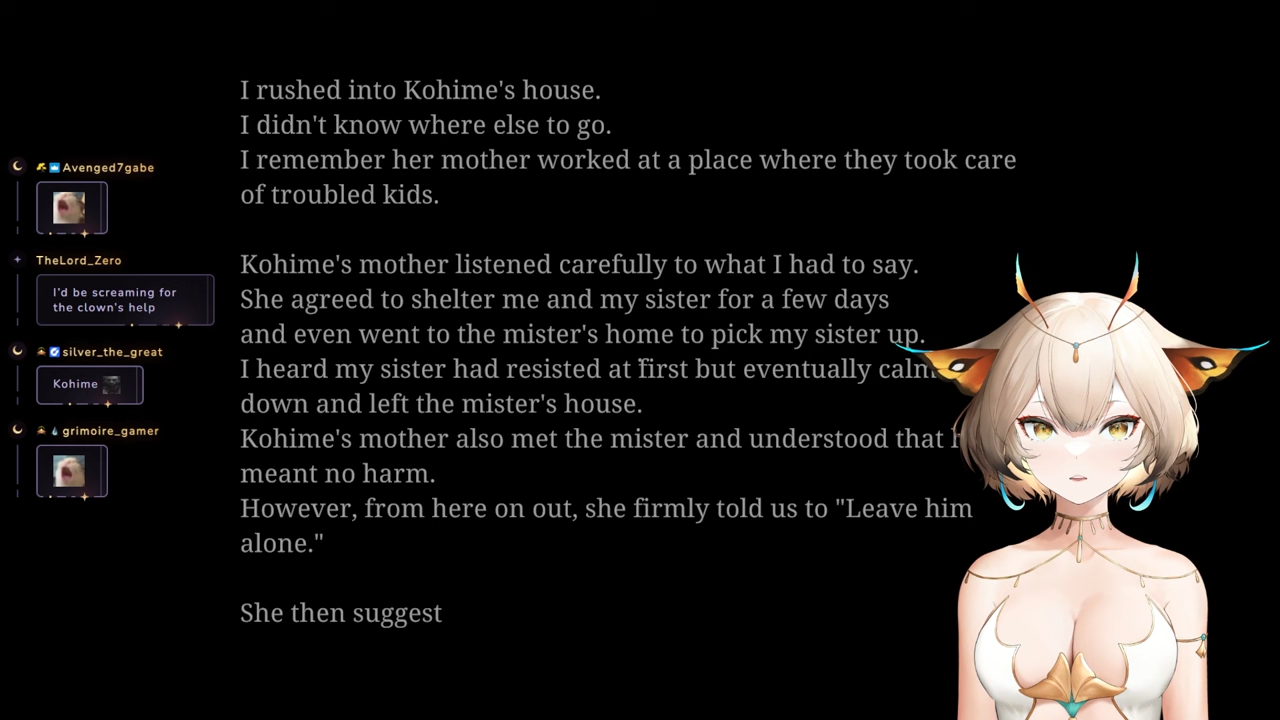 I rushed into Kohime's house.
I didn't know where else to go.
I remember her mother worked at a place where they took care
of troubled kids.
Kohime's mother listened carefully to what I had to say.
She agreed to shelter me and my sister for a few days
and even went to the mister's home to pick my sister up.
I heard my sister had resisted at first but eventually calm
down and left the mister's house.
Kohime's mother also met the mister and understood that
meant no harm.
However, from here on out, she firmly told us to "Leave him
alone."
She then suggest
Avenged7gabe
TheLord_Zero
I'd be screaming for
the clown's help
silver_the_great
Kohime
grimoire_gamer